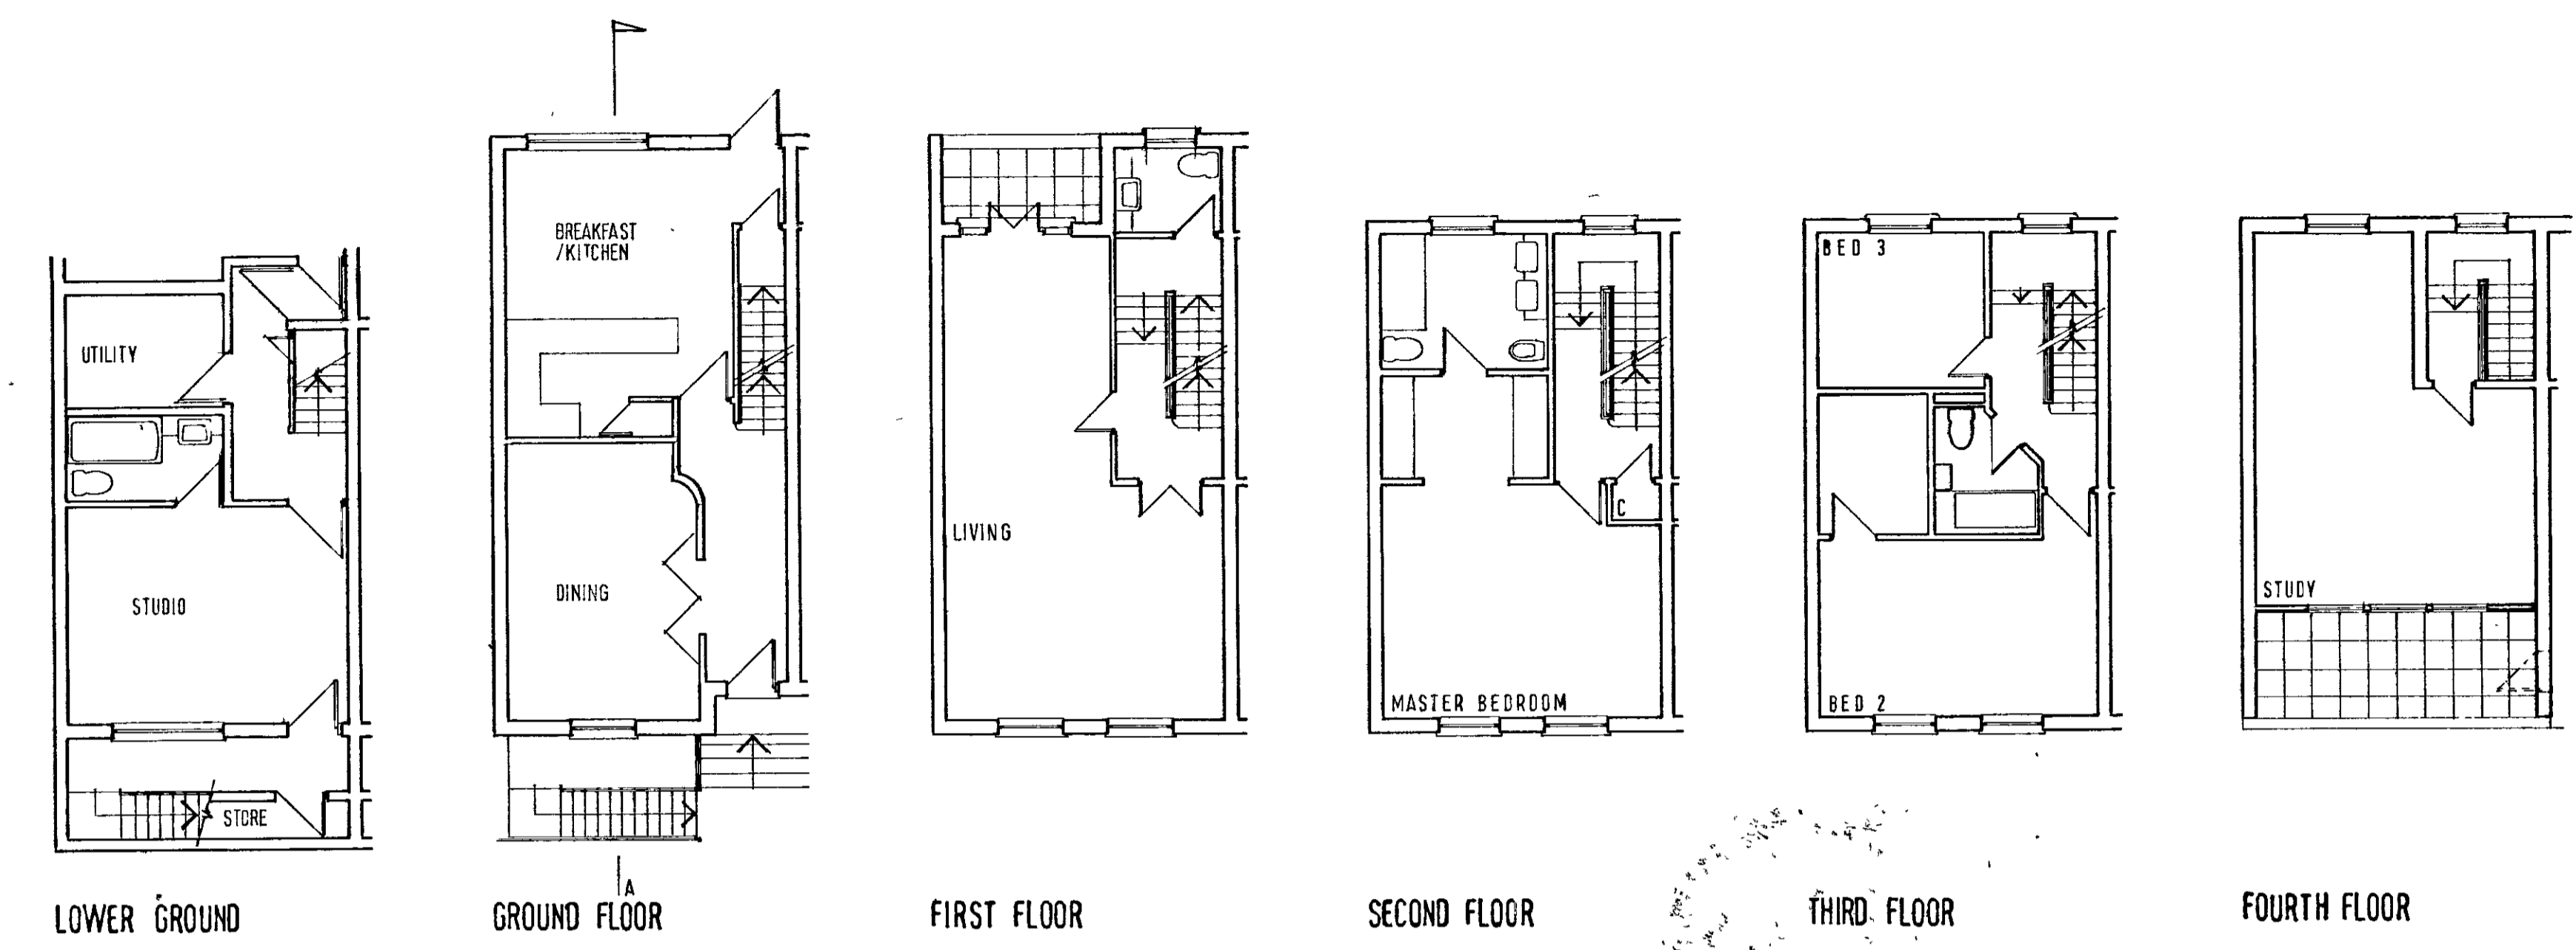 UTILITY
STUDIO
STORE
LOWER GROUND
BREAKFAST
/KITCHEN
DINING
A
GROUND FLOOR
LIVING
FIRST FLOOR
C
MASTER BEDROOM
SECOND FLOOR
BED 3
BED 2
THIRD FLOOR
STUDY
FOURTH FLOOR